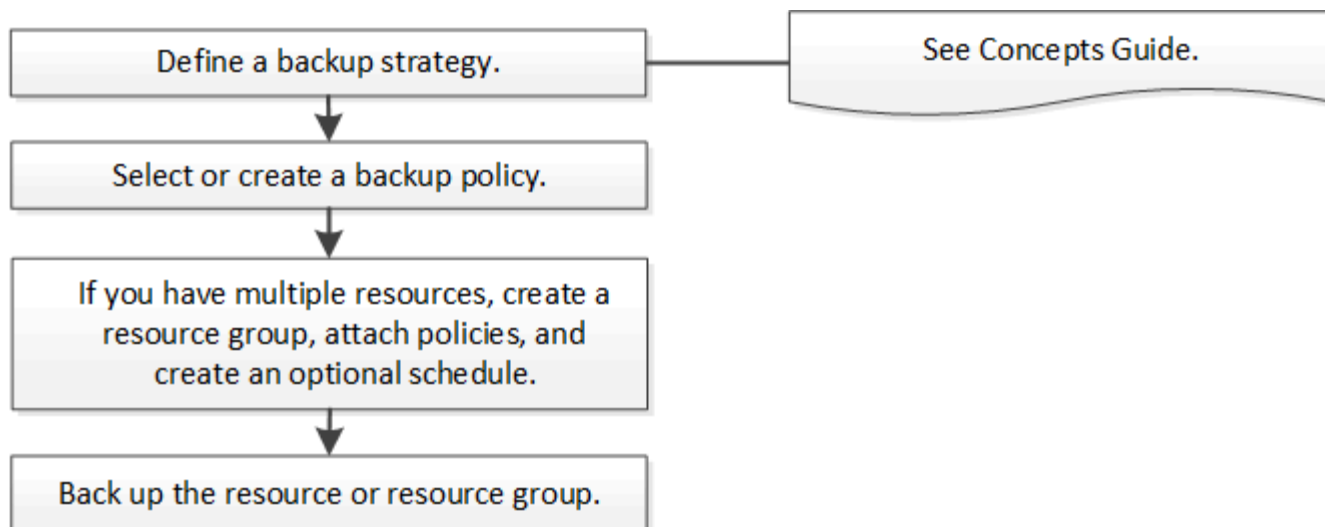 Define a backup strategy.
See Concepts Guide.
Select or create a backup policy.
If you have multiple resources, create a
resource group, attach policies, and
create an optional schedule.
Back up the resource or resource group.